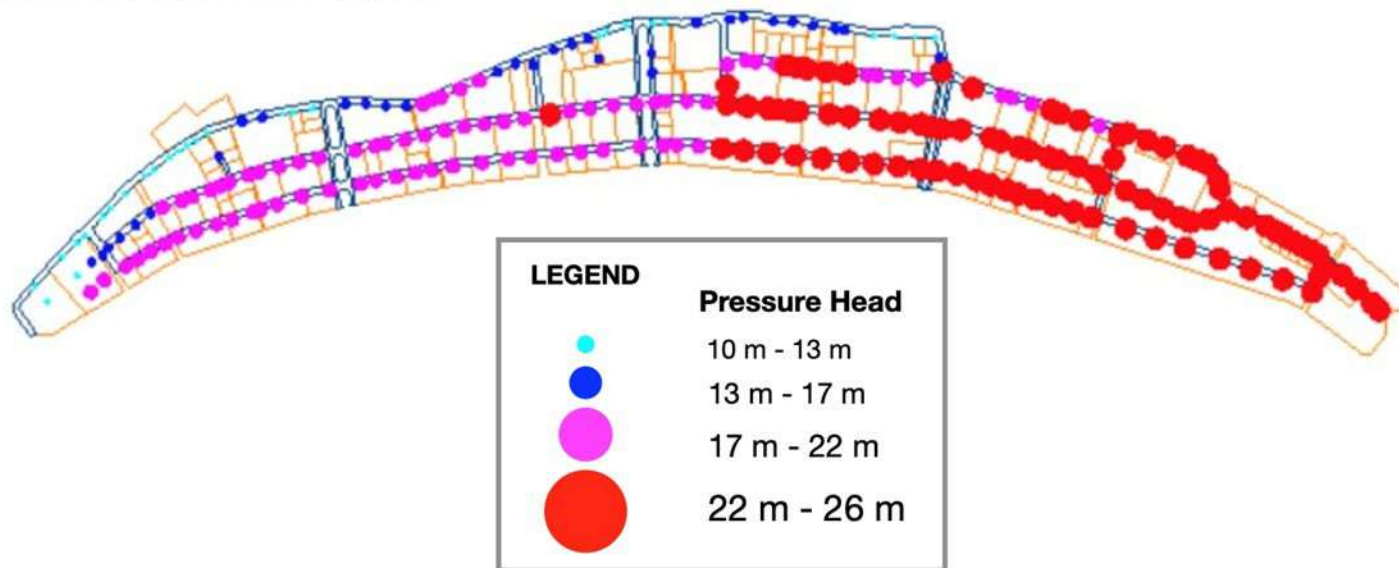 LEGEND
Pressure Head
10 m - 13 m
13 m - 17 m
17 m - 22 m
22 m - 26 m